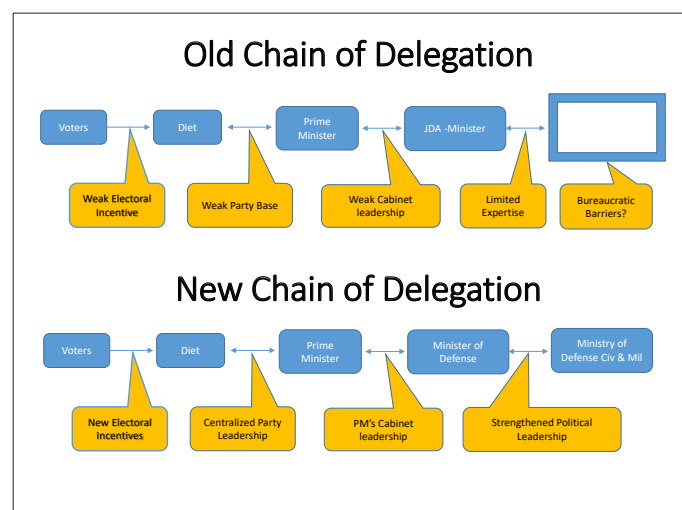 Old Chain of Delegation
Voters
Diet
Prime
Minister
JDA -Minister
Weak Electoral
Incentive
Weak Party Base
Weak Cabinet
leadership
Limited
Expertise
Bureaucratic
Barriers?
New Chain of Delegation
Voters
Diet
Prime
Minister
Minister of
Defense
Ministry of
Defense Civ & Mil
New Electoral
Incentives
Centralized Party
Leadership
PM's Cabinet
leadership
Strengthened Political
Leadership